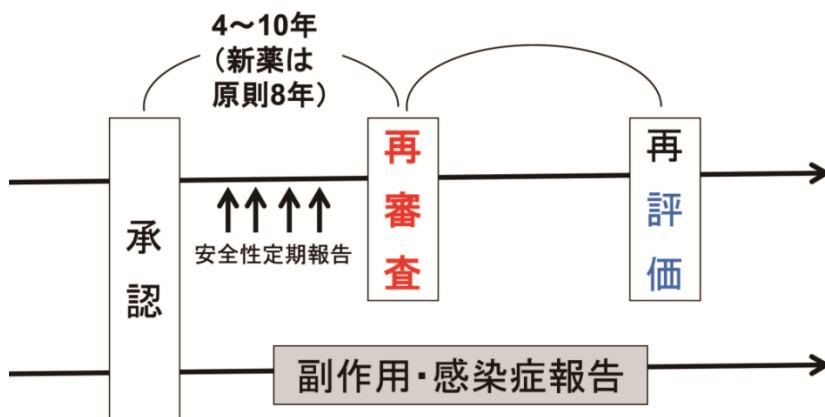 4～10年
（新薬は
原則8年）
承認
安全性定期報告
再審査
再評価
副作用・感染症報告